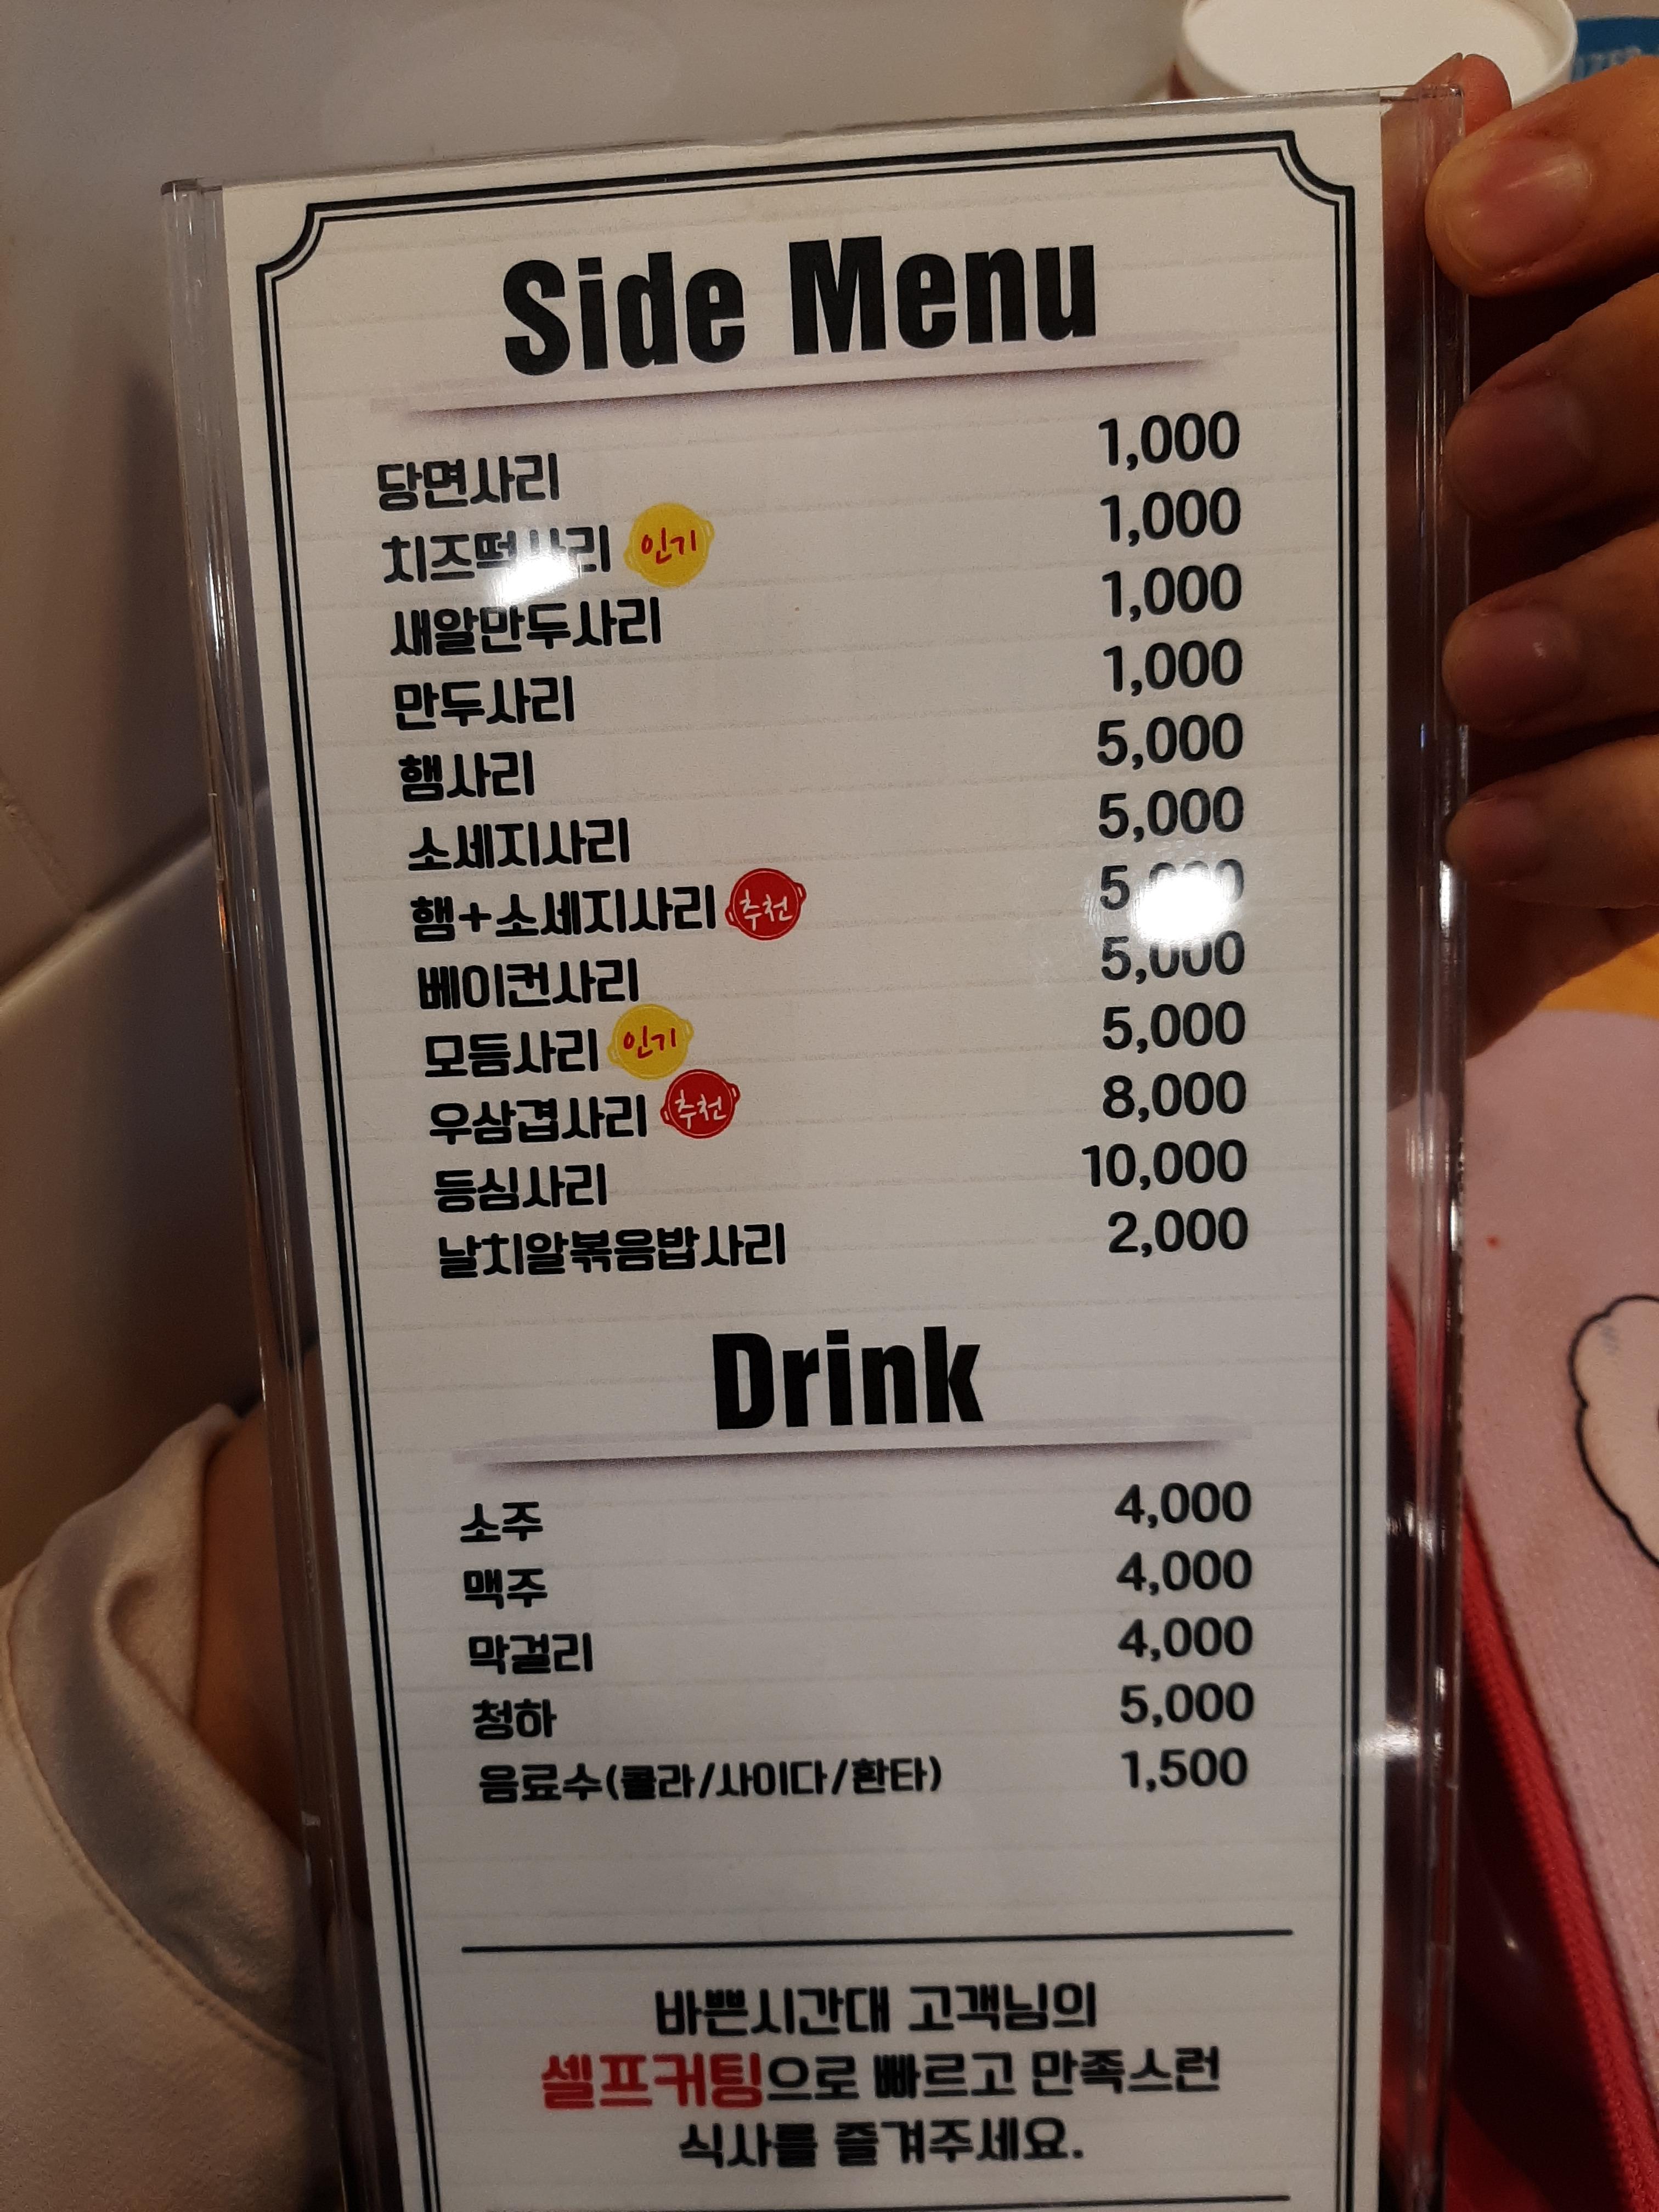 Side Menu
당면사리 1,000
치즈떡사리 인기 1,000
새알만두사리 1,000
만두사리 1,000
햄사리 5,000
소세지사리 5,000
햄+소세지사리 추천
베이컨사리 5,000
모듬사리 인기 5,000
우삼겹사리 추천 8,000
등심사리 10,000
날치알볶음밥사리 2,000
Drink
소주 4,000
맥주 4,000
막걸리 4,000
청하 5,000
음료수(콜라/사이다/환타) 1,500
바쁜시간대 고객님의
셀프커팅으로 빠르고 만족스런
식사를 즐겨주세요.